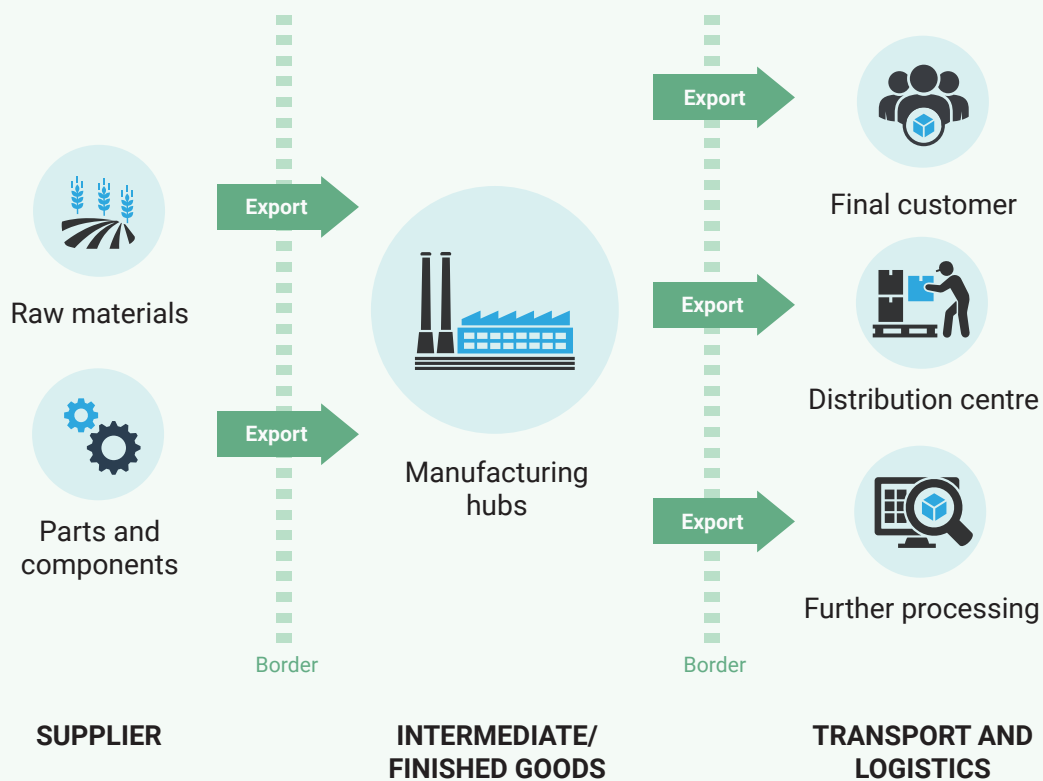 Export
Final customer
Export
Raw materials
Export
Distribution centre
Export
Parts and
components
Manufacturing
hubs
Export
Further processing
Border
Border
SUPPLIER
INTERMEDIATE/
FINISHED GOODS
TRANSPORT AND
LOGISTICS